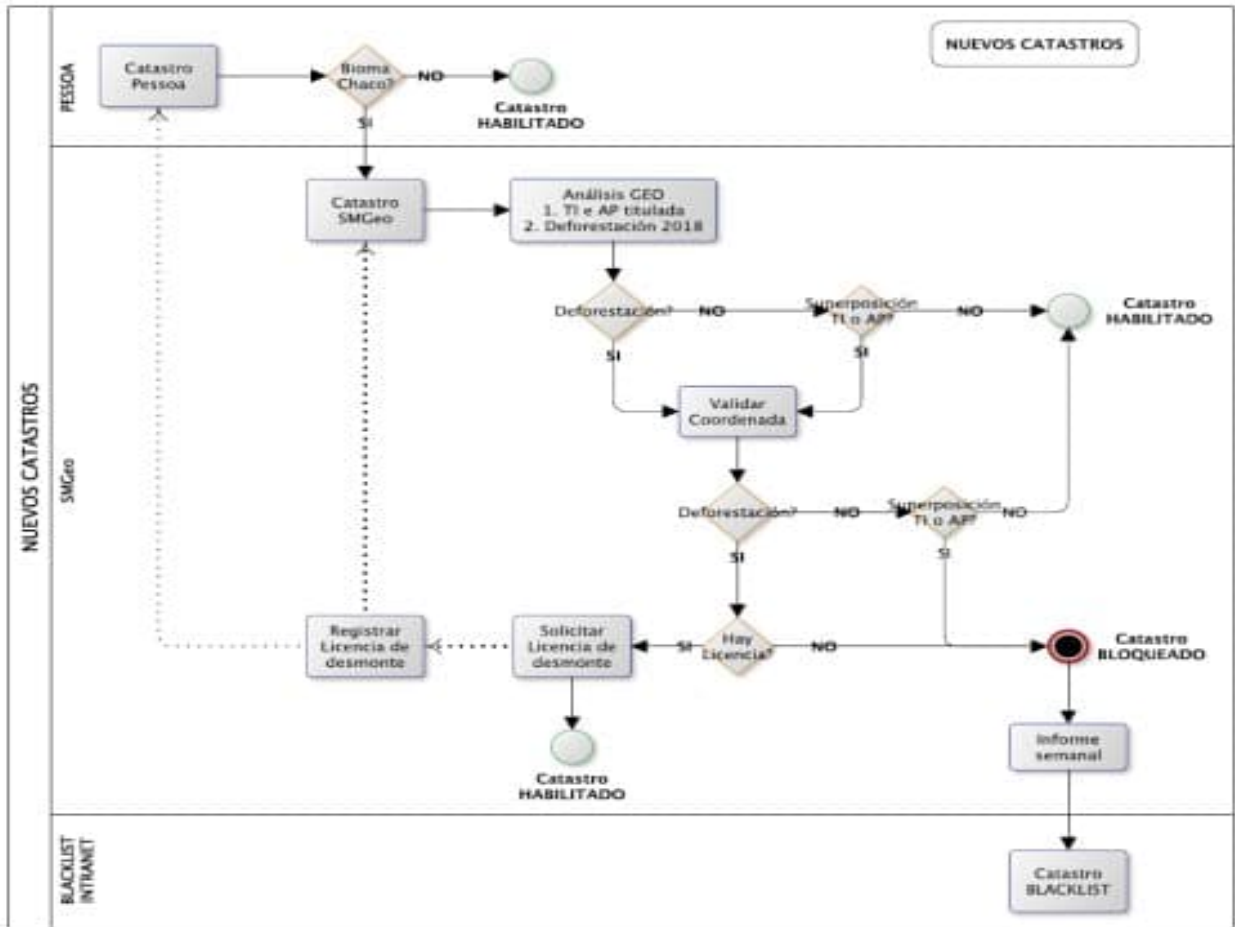 NUEVOS CATASTROS
NUEVOS CATASTROS
PESSOA
Catastro
Pessoa
Bioma
Chaco?
NO
Catastro
HABILITADO
SI
SMGeo
Catastro
SMGeo
Análisis GEO
1. TI e AP titulada
2. Deforestación 2018
Deforestación?
NO
Superposición
TI o AP?
NO
Catastro
HABILITADO
SI
SI
Validar
Coordenada
Deforestación?
NO
Superposición
TI o AP?
NO
SI
SI
Registrar
Licencia de
desmonte
Solicitar
Licencia de
desmonte
SI
Hay
Licencia?
NO
Catastro
BLOQUEADO
Catastro
HABILITADO
Informe
semanal
BLACKLIST
INTRANET
Catastro
BLACKLIST